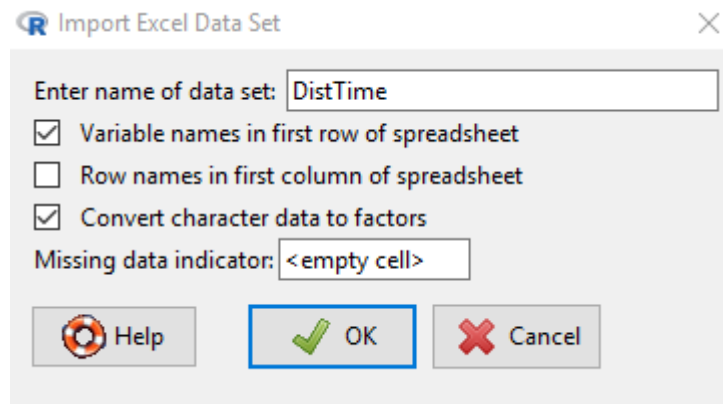 Import Excel Data Set
Enter name of data set: DistTime
Variable names in first row of spreadsheet
Row names in first column of spreadsheet
Convert character data to factors
Missing data indicator: <empty cell>
Help OK Cancel